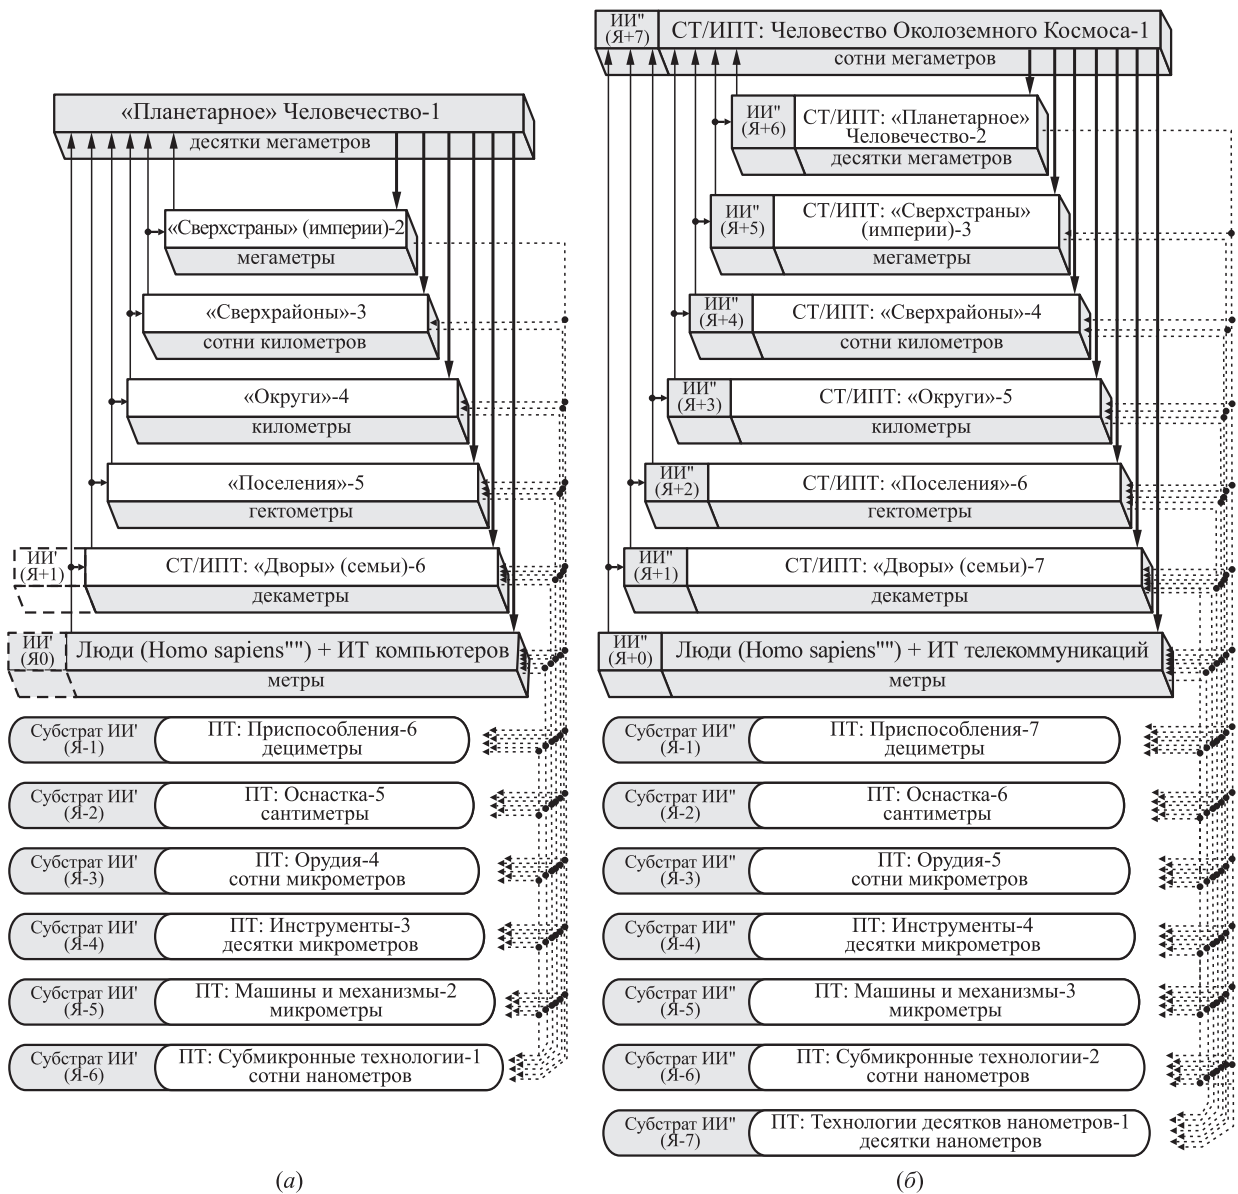 «Планетарное» Человечество-1
десятки мегаметров
«Сверхстраны» (империи)-2
мегаметры
«Сверхрайоны»-3
сотни километров
«Округи»-4
километры
«Поселения»-5
гектометры
ИИ'
(Я+1)
СТ/ИПТ: «Дворы» (семьи)-6
декаметры
ИИ'
(Я0)
Люди (Homo sapiens"") + ИТ компьютеров
метры
Субстрат ИИ'
(Я-1)
ПТ: Приспособления-6
дециметры
Субстрат ИИ'
(Я-2)
ПТ: Оснастка-5
сантиметры
Субстрат ИИ'
(Я-3)
ПТ: Орудия-4
сотни микрометров
Субстрат ИИ'
(Я-4)
ПТ: Инструменты-3
десятки микрометров
Субстрат ИИ'
(Я-5)
ПТ: Машины и механизмы-2
микрометры
Субстрат ИИ'
(Я-6)
ПТ: Субмикронные технологии-1
сотни нанометров
(а)
ИИ"
(Я+7)
СТ/ИПТ: Человество Околоземного Космоса-1
сотни мегаметров
ИИ"
(Я+6)
СТ/ИПТ: «Планетарное»
Человечество-2
десятки мегаметров
ИИ"
(Я+5)
СТ/ИПТ: «Сверхстраны»
(империи)-3
мегаметры
ИИ"
(Я+4)
СТ/ИПТ: «Сверхрайоны»-4
сотни километров
ИИ"
(Я+3)
СТ/ИПТ: «Округи»-5
километры
ИИ"
(Я+2)
СТ/ИПТ: «Поселения»-6
гектометры
ИИ"
(Я+1)
СТ/ИПТ: «Дворы» (семьи)-7
декаметры
ИИ"
(Я+0)
Люди (Homo sapiens"") + ИТ телекоммуникаций
метры
Субстрат ИИ"
(Я-1)
ПТ: Приспособления-7
дециметры
Субстрат ИИ"
(Я-2)
ПТ: Оснастка-6
сантиметры
Субстрат ИИ"
(Я-3)
ПТ: Орудия-5
сотни микрометров
Субстрат ИИ"
(Я-4)
ПТ: Инструменты-4
десятки микрометров
Субстрат ИИ"
(Я-5)
ПТ: Машины и механизмы-3
микрометры
Субстрат ИИ"
(Я-6)
ПТ: Субмикронные технологии-2
сотни нанометров
Субстрат ИИ"
(Я-7)
ПТ: Технологии десятков нанометров-1
десятки нанометров
(б)